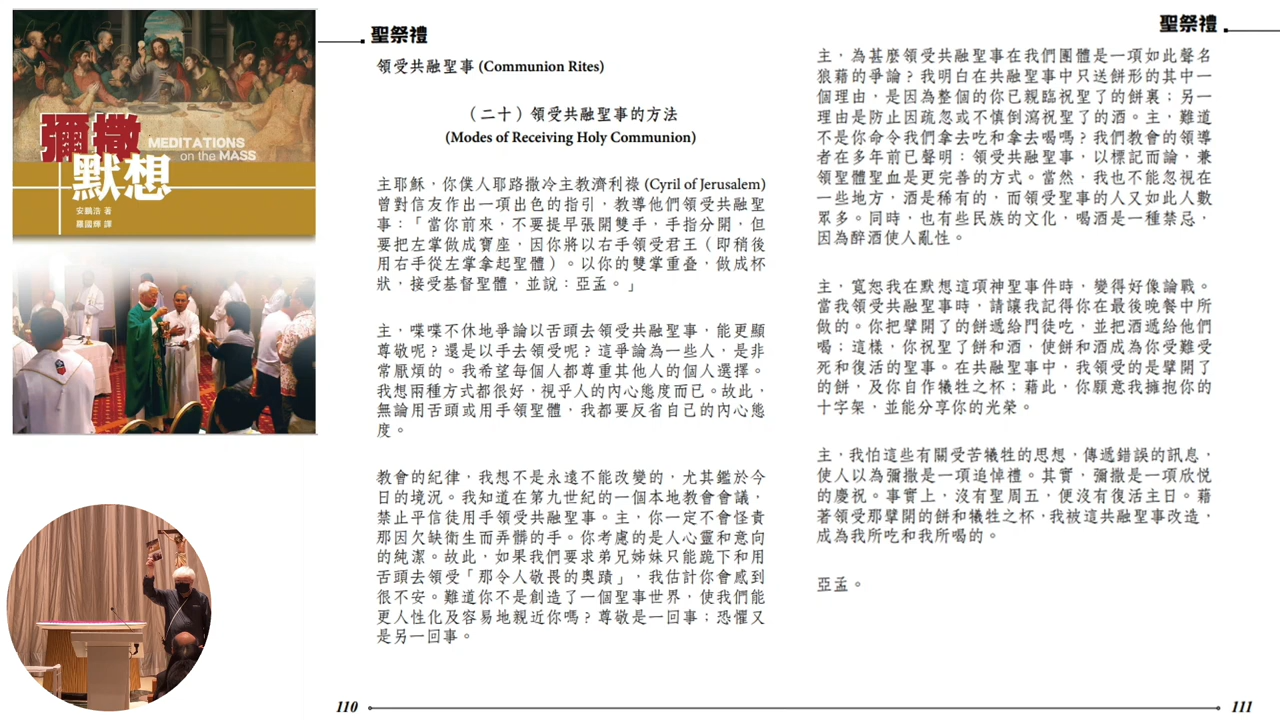 彌撒
MEDITATIONS
on the MASS
默想
安鵬浩 著
羅國輝 譯
聖祭禮
領受共融聖事 (Communion Rites)
（二十）領受共融聖事的方法
(Modes of Receiving Holy Communion)
主耶穌，你僕人耶路撒冷主教濟利祿 (Cyril of Jerusalem)
曾對信友作出一項出色的指引，教導他們領受共融聖
事：「當你前來，不要提早張開雙手，手指分開，但
要把左掌做成寶座，因你將以右手領受君王（即稍後
用右手從左掌拿起聖體）。以你的雙掌重叠，做成杯
狀，接受基督聖體，並說：亞孟。」
主，喋喋不休地爭論以舌頭去領受共融聖事，能更顯
尊敬呢？還是以手去領受呢？這爭論為一些人，是非
常厭煩的。我希望每個人都尊重其他人的個人選擇。
我想兩種方式都很好，視乎人的內心態度而已。故此，
無論用舌頭或用手領聖體，我都要反省自己的內心態
度。
教會的紀律，我想不是永遠不能改變的，尤其鑑於今
日的境況。我知道在第九世紀的一個本地教會會議，
禁止平信徒用手領受共融聖事。主，你一定不會怪責
那因欠缺衛生而弄髒的手。你考慮的是人心靈和意向
的純潔。故此，如果我們要求弟兄姊妹只能跪下和用
舌頭去領受「那令人敬畏的奧蹟」，我估計你會感到
很不安。難道你不是創造了一個聖事世界，使我們能
更人性化及容易地親近你嗎？尊敬是一回事；恐懼又
是另一回事。
110
聖祭禮
主，為甚麼領受共融聖事在我們團體是一項如此聲名
狼藉的爭論？我明白在共融聖事中只送餅形的其中一
個理由，是因為整個的你已親臨祝聖了的餅裏；另一
理由是防止因疏忽或不慎倒瀉祝聖了的酒。主，難道
不是你命令我們拿去吃和拿去喝嗎？我們教會的領導
者在多年前已聲明：領受共融聖事，以標記而論，兼
領聖體聖血是更完善的方式。當然，我也不能忽視在
一些地方，酒是稀有的，而領受聖事的人又如此人數
眾多。同時，也有些民族的文化，喝酒是一種禁忌，
因為醉酒使人亂性。
主，寬恕我在默想這項神聖事件時，變得好像論戰。
當我領受共融聖事時，請讓我記得你在最後晚餐中所
做的。你把擘開了的餅遞給門徒吃，並把酒遞給他們
喝；這樣，你祝聖了餅和酒，使餅和酒成為你受難受
死和復活的聖事。在共融聖事中，我領受的是擘開了
的餅，及你自作犧牲之杯；藉此，你願意我擁抱你的
十字架，並能分享你的光榮。
主，我怕這些有關受苦犧牲的思想，傳遞錯誤的訊息，
使人以為彌撒是一項追悼禮。其實，彌撒是一項欣悅
的慶祝。事實上，沒有聖周五，便沒有復活主日。藉
著領受那擘開的餅和犧牲之杯，我被這共融聖事改造，
成為我所吃和我所喝的。
亞孟。
111